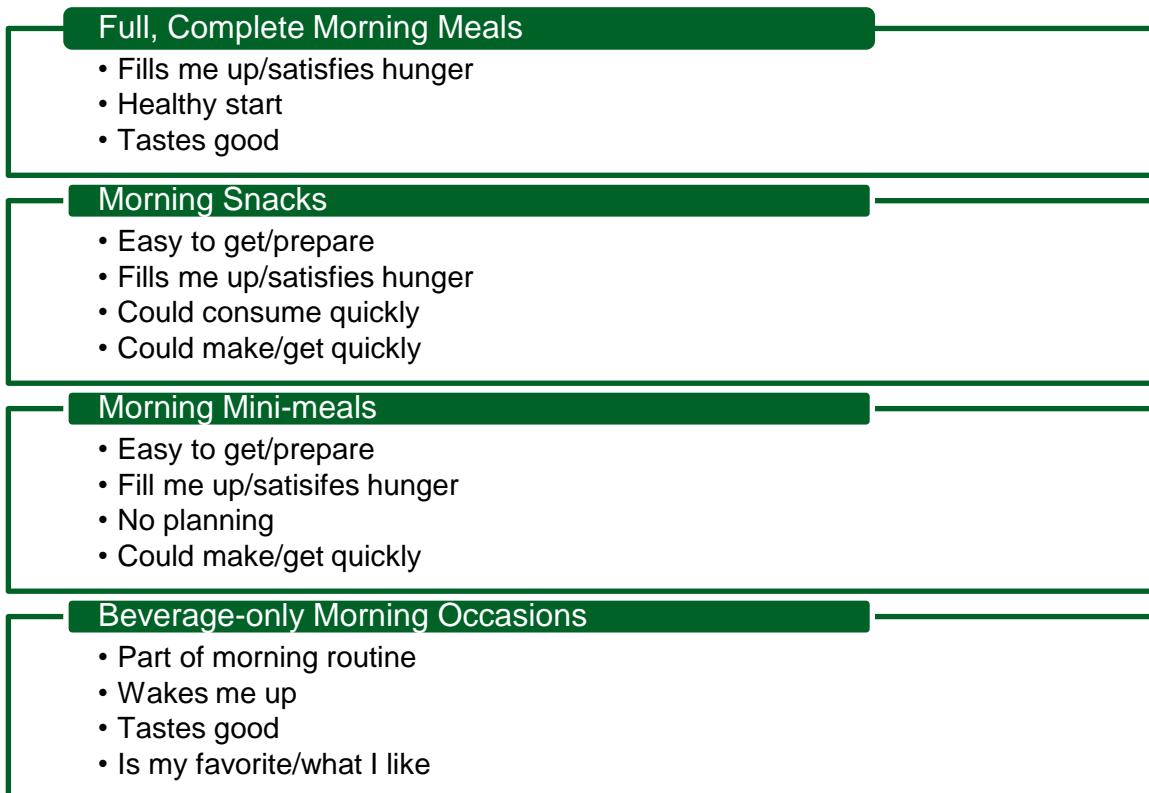 Full, Complete Morning Meals
• Fills me up/satisfies hunger
• Healthy start
• Tastes good
Morning Snacks
• Easy to get/prepare
• Fills me up/satisfies hunger
• Could consume quickly
• Could make/get quickly
Morning Mini-meals
• Easy to get/prepare
• Fill me up/satisifes hunger
• No planning
• Could make/get quickly
Beverage-only Morning Occasions
• Part of morning routine
• Wakes me up
• Tastes good
• Is my favorite/what I like